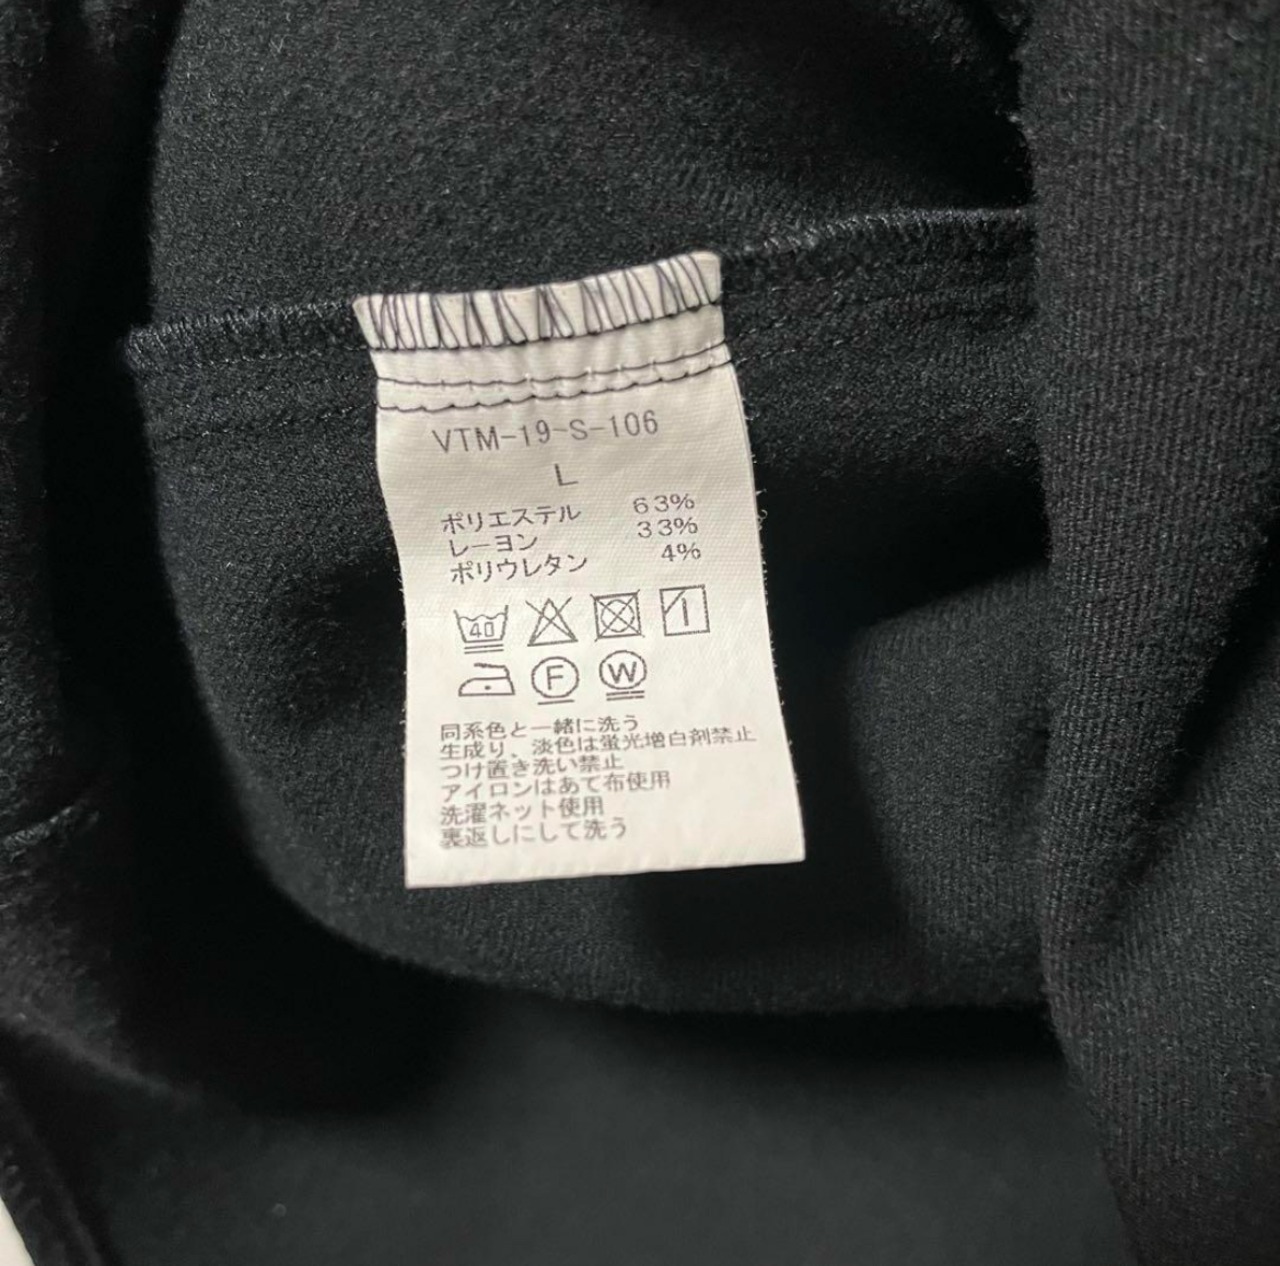 VTM-19-S-106
L
ポリエステル 63%
レーヨン 33%
ポリウレタン 4%
40
F W
同系色と一緒に洗う
生成り、淡色は蛍光増白剤禁止
つけ置き洗い禁止
アイロンはあて布使用
洗濯ネット使用
裏返しにして洗う